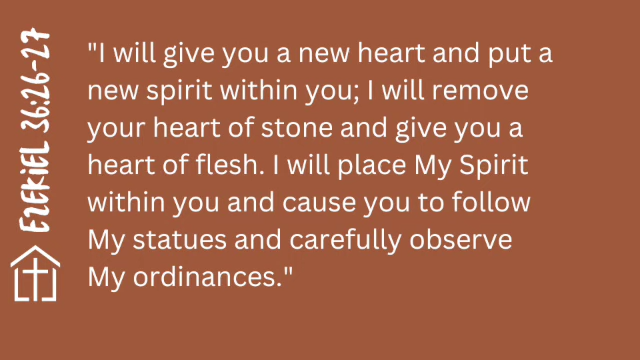 Ezekiel 36:26-27
"I will give you a new heart and put a
new spirit within you; I will remove
your heart of stone and give you a
heart of flesh. I will place My Spirit
within you and cause you to follow
My statues and carefully observe
My ordinances."